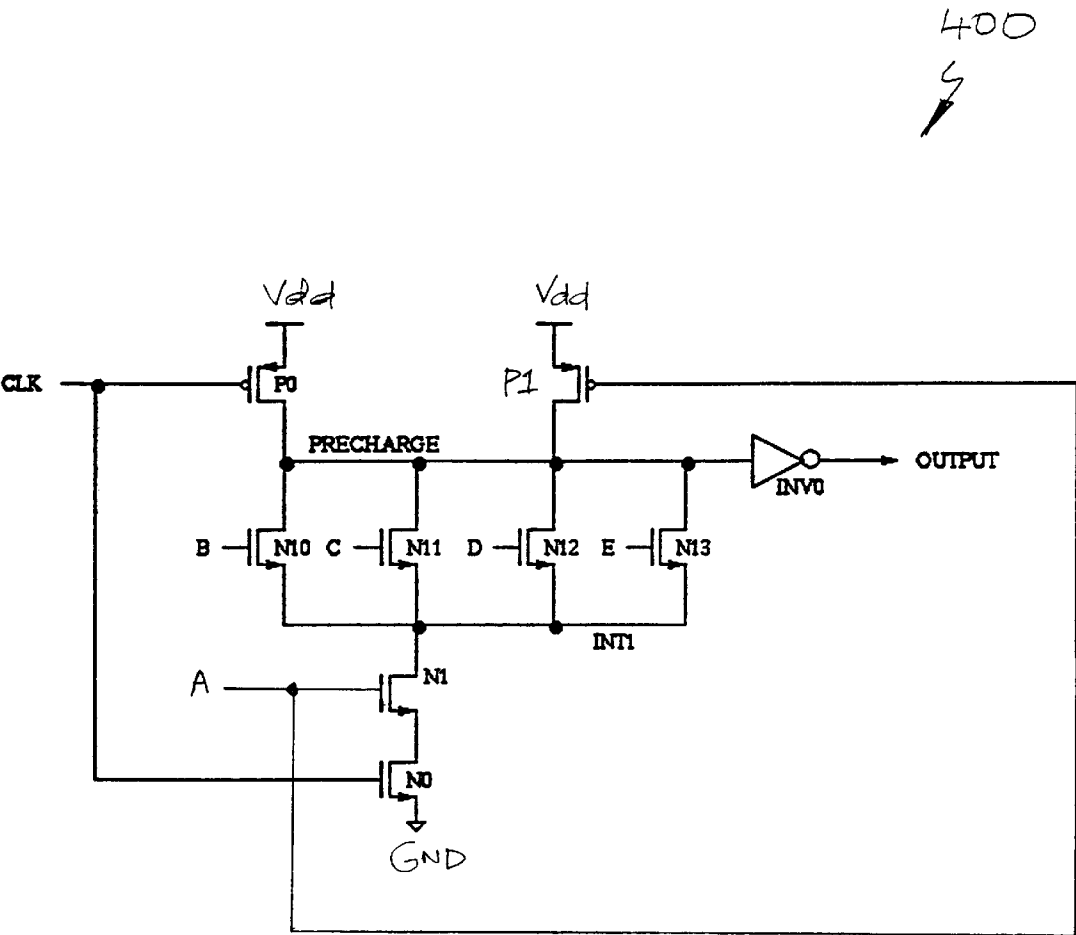 400
Vdd
Vdd
CLK
P0
P1
PRECHARGE
OUTPUT
INV0
B
N10
C
N11
D
N12
E
N13
INT1
A
N1
N0
GND